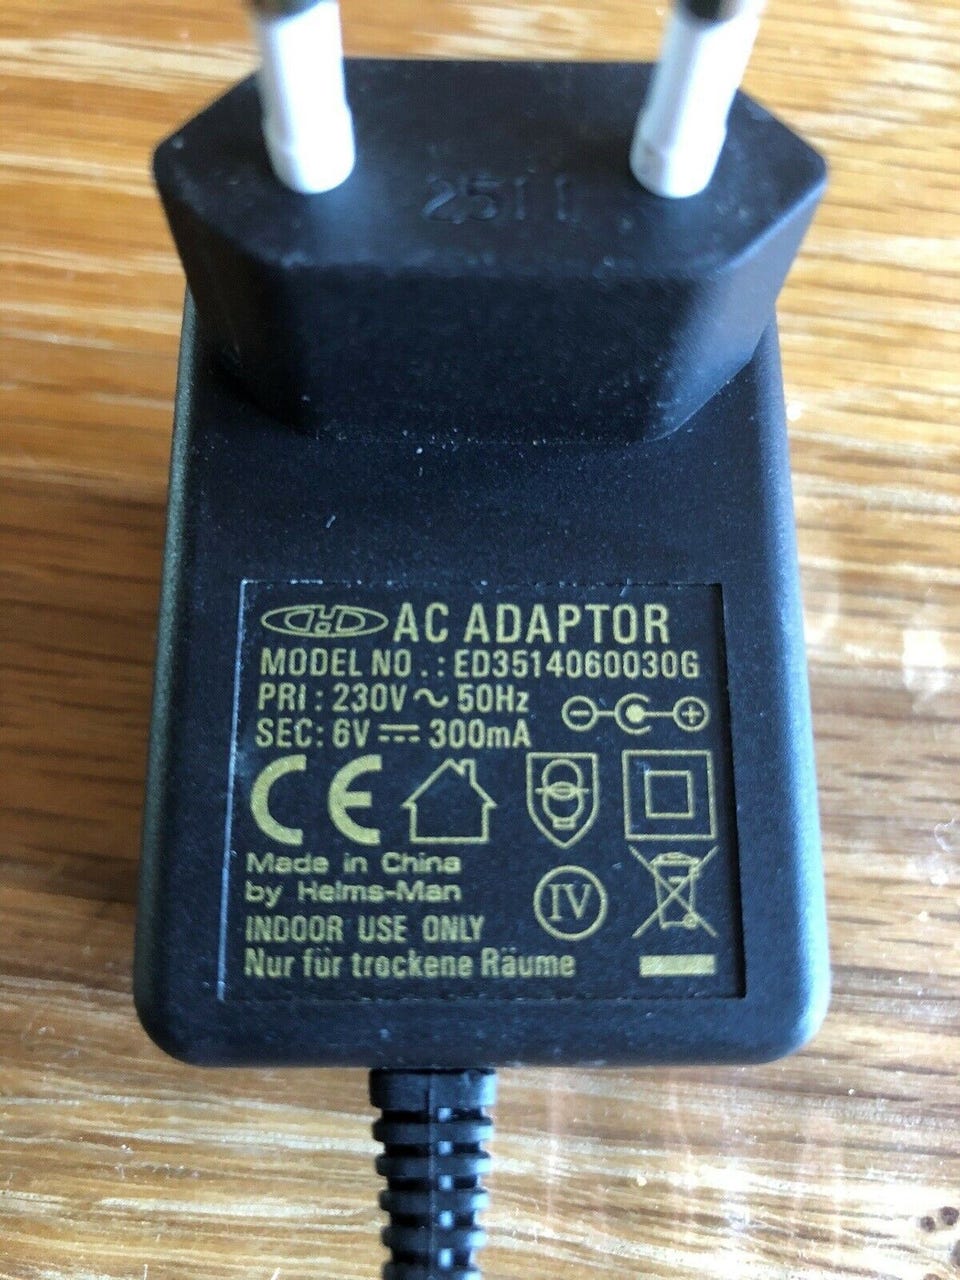 2511
AC ADAPTOR
MODEL NO.: ED3514060030G
PRI: 230V ~ 50Hz
SEC: 6V ⎓ 300mA
CE
Made in China
by Helms-Man
IV
INDOOR USE ONLY
Nur für trockene Räume